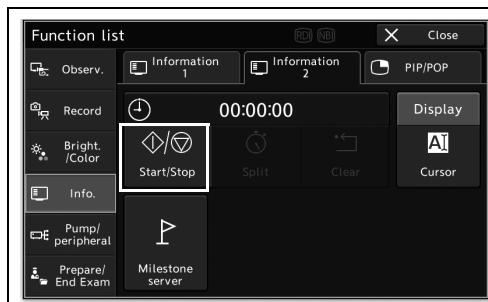 Function list
RDI NBI
Close
Observ.
Record
Bright.
/Color
Info.
Pump/
peripheral
Prepare/
End Exam
Information
1
Information
2
PIP/POP
00:00:00
Display
Start/Stop
Split
Clear
A
Cursor
Milestone
server